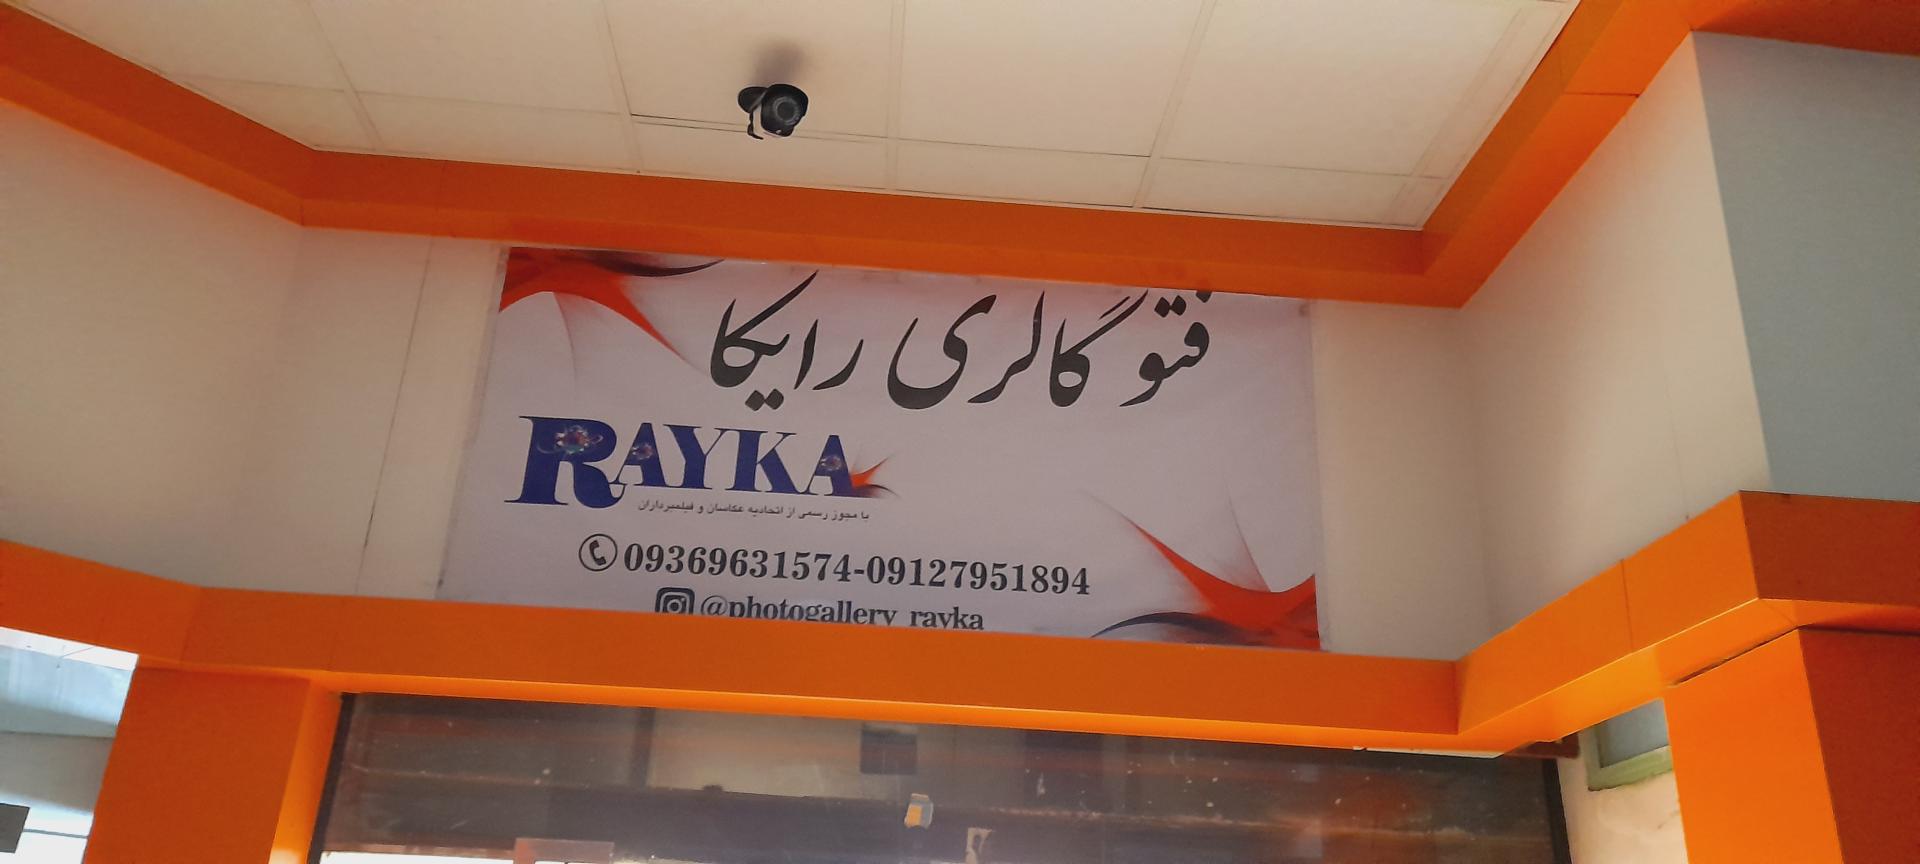 فتو گالری رایکا
RAYKA
با مجوز رسمی از اتحادیه عکاسان و فیلمبرداران
09369631574-09127951894
@photogallery_rayka